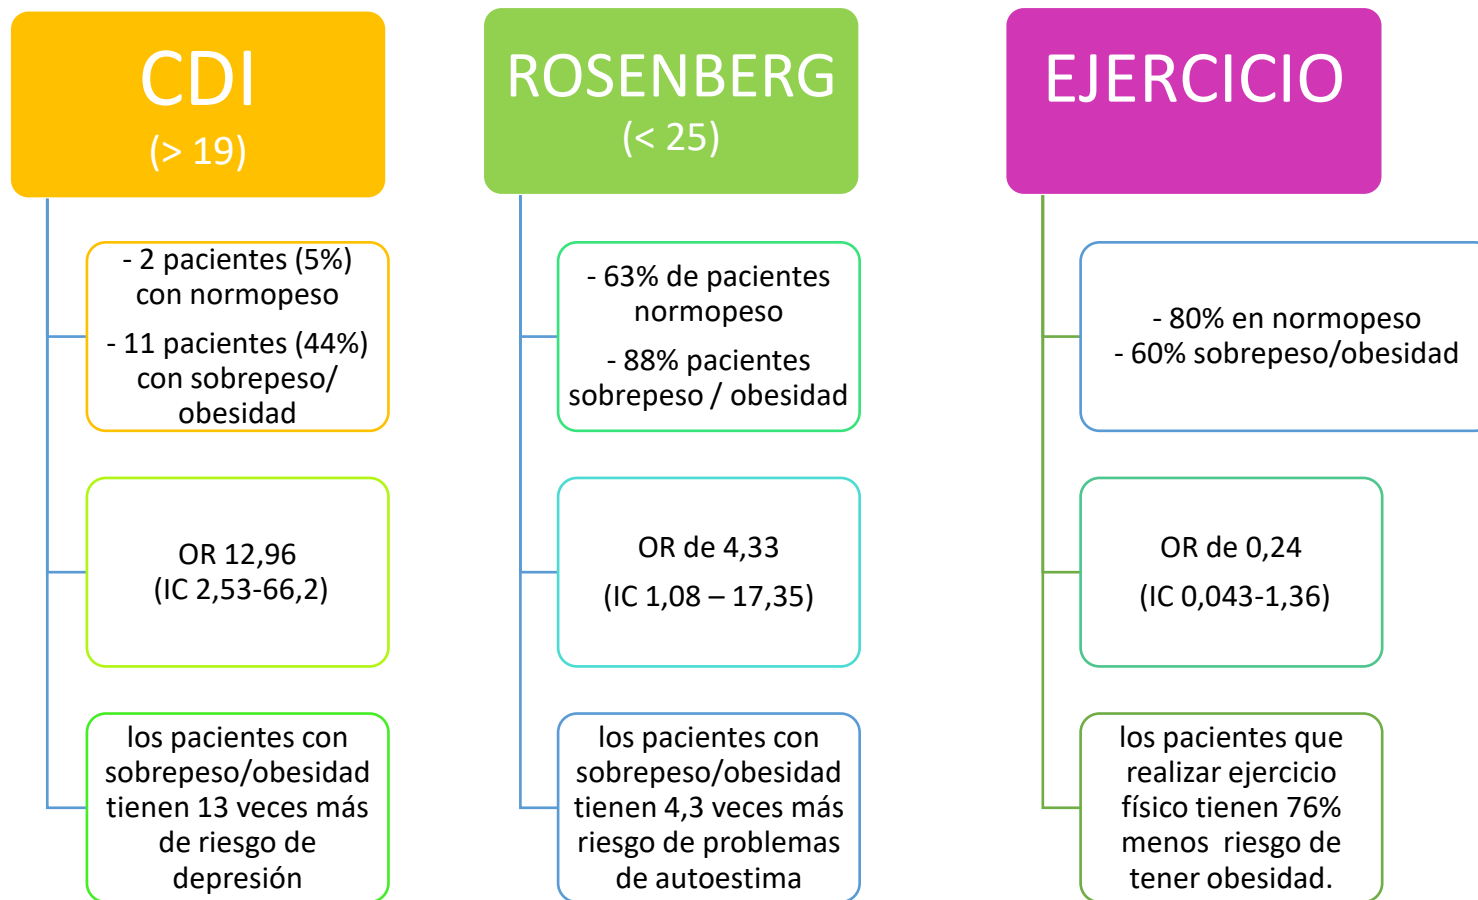 CDI
(> 19)
- 2 pacientes (5%)
con normopeso
- 11 pacientes (44%)
con sobrepeso/
obesidad
OR 12,96
(IC 2,53-66,2)
los pacientes con
sobrepeso/obesidad
tienen 13 veces más
de riesgo de
depresión
ROSENBERG
(< 25)
- 63% de pacientes
normopeso
- 88% pacientes
sobrepeso / obesidad
OR de 4,33
(IC 1,08 – 17,35)
los pacientes con
sobrepeso/obesidad
tienen 4,3 veces más
riesgo de problemas
de autoestima
EJERCICIO
- 80% en normopeso
- 60% sobrepeso/obesidad
OR de 0,24
(IC 0,043-1,36)
los pacientes que
realizar ejercicio
físico tienen 76%
menos riesgo de
tener obesidad.